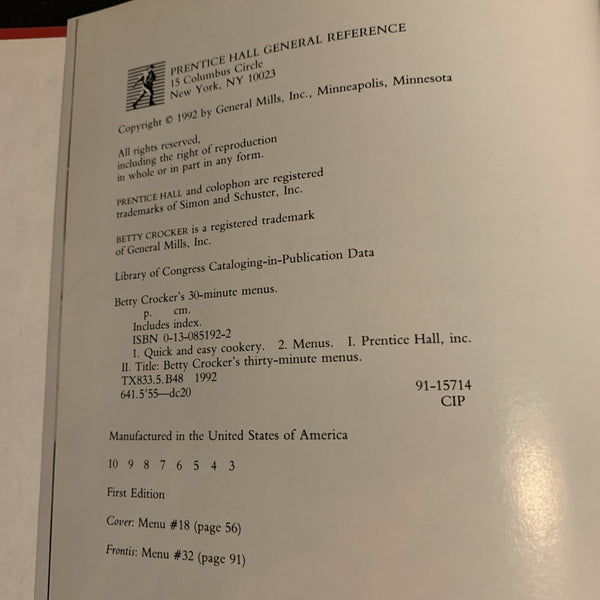 PRENTICE HALL GENERAL REFERENCE
15 Columbus Circle
New York, NY 10023
Copyright © 1992 by General Mills, Inc., Minneapolis, Minnesota
All rights reserved,
including the right of reproduction
in whole or in part in any form.
PRENTICE HALL and colophon are registered
trademarks of Simon and Schuster, Inc.
BETTY CROCKER is a registered trademark
of General Mills, Inc.
Library of Congress Cataloging-in-Publication Data
Betty Crocker's 30-minute menus.
p. cm.
Includes index.
ISBN 0-13-085192-2
1. Quick and easy cookery. 2. Menus. I. Prentice Hall, inc.
II. Title: Betty Crocker's thirty-minute menus.
TX833.5.B48 1992
641.5'55—dc20 91-15714
CIP
Manufactured in the United States of America
10 9 8 7 6 5 4 3
First Edition
Cover: Menu #18 (page 56)
Frontis: Menu #32 (page 91)